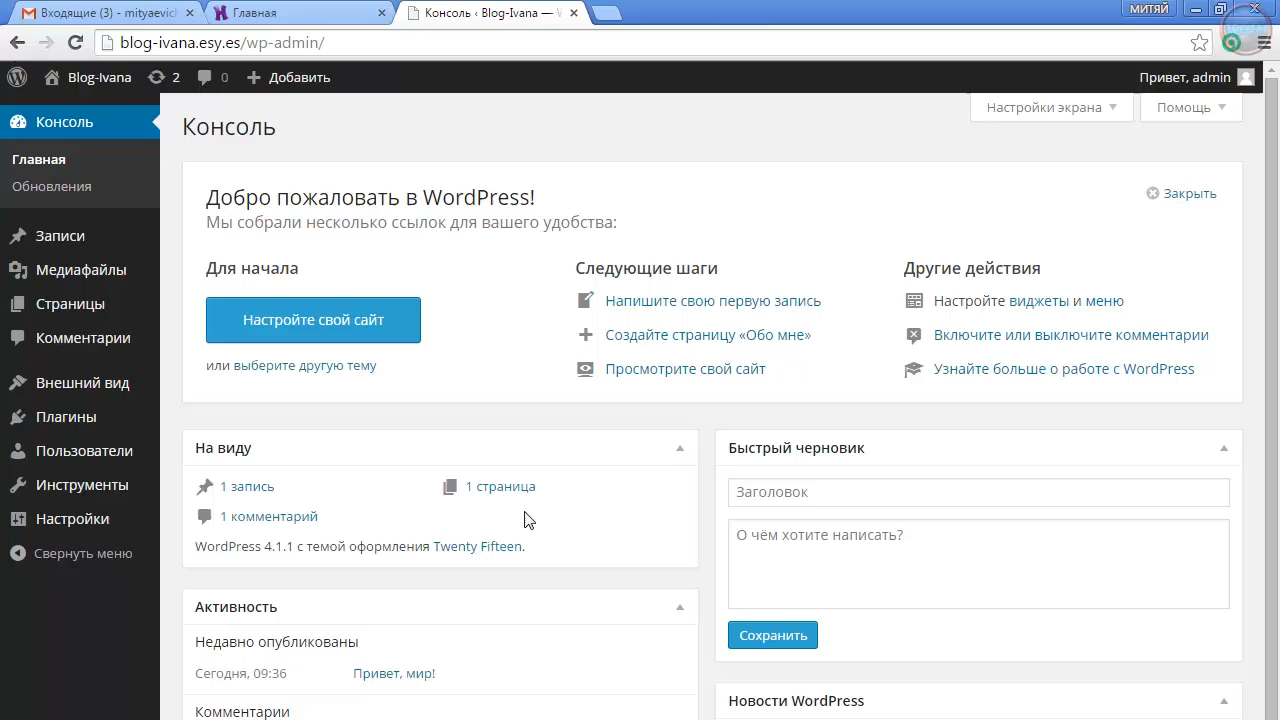 Входящие (3) - mityaevich
Главная
Консоль ‹ Blog-Ivana —
МИТЯЙ
blog-ivana.esy.es/wp-admin/
Blog-Ivana
2
0
Добавить
Привет, admin
Консоль
Главная
Обновления
Записи
Медиафайлы
Страницы
Комментарии
Внешний вид
Плагины
Пользователи
Инструменты
Настройки
Свернуть меню
Настройки экрана
Помощь
Консоль
Добро пожаловать в WordPress!
Закрыть
Мы собрали несколько ссылок для вашего удобства:
Для начала
Настройте свой сайт
или выберите другую тему
Следующие шаги
Напишите свою первую запись
Создайте страницу «Обо мне»
Просмотрите свой сайт
Другие действия
Настройте виджеты и меню
Включите или выключите комментарии
Узнайте больше о работе с WordPress
На виду
1 запись
1 страница
1 комментарий
WordPress 4.1.1 с темой оформления Twenty Fifteen.
Активность
Недавно опубликованы
Сегодня, 09:36
Привет, мир!
Комментарии
Быстрый черновик
Заголовок
О чём хотите написать?
Сохранить
Новости WordPress